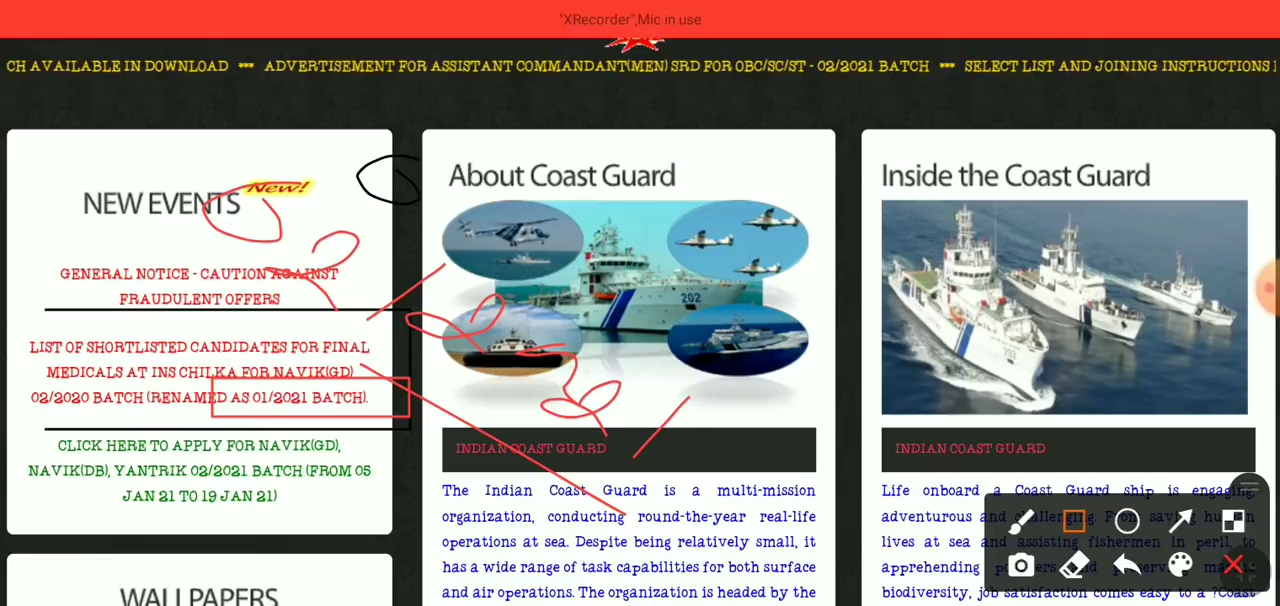 "XRecorder",Mic in use
CH AVAILABLE IN DOWNLOAD *** ADVERTISEMENT FOR ASSISTANT COMMANDANT(MEN) SRD FOR OBC/SC/ST - 02/2021 BATCH *** SELECT LIST AND JOINING INSTRUCTIONS
NEW EVENTS New!
GENERAL NOTICE - CAUTION AGAINST
FRAUDULENT OFFERS
LIST OF SHORTLISTED CANDIDATES FOR FINAL
MEDICALS AT INS CHILKA FOR NAVIK(GD)
02/2020 BATCH (RENAMED AS 01/2021 BATCH).
CLICK HERE TO APPLY FOR NAVIK(GD),
NAVIK(DB), YANTRIK 02/2021 BATCH (FROM 05
JAN 21 TO 19 JAN 21)
WALLPAPERS
About Coast Guard
202
INDIAN COAST GUARD
The Indian Coast Guard is a multi-mission
organization, conducting round-the-year real-life
operations at sea. Despite being relatively small, it
has a wide range of task capabilities for both surface
and air operations. The organization is headed by the
Inside the Coast Guard
INDIAN COAST GUARD
Life onboard a Coast Guard ship is engaging,
adventurous and challenging. From saving human
lives at sea and assisting fishermen in peril, to
apprehending and
biodiversity, job satisfaction comes easy to a ?Coast